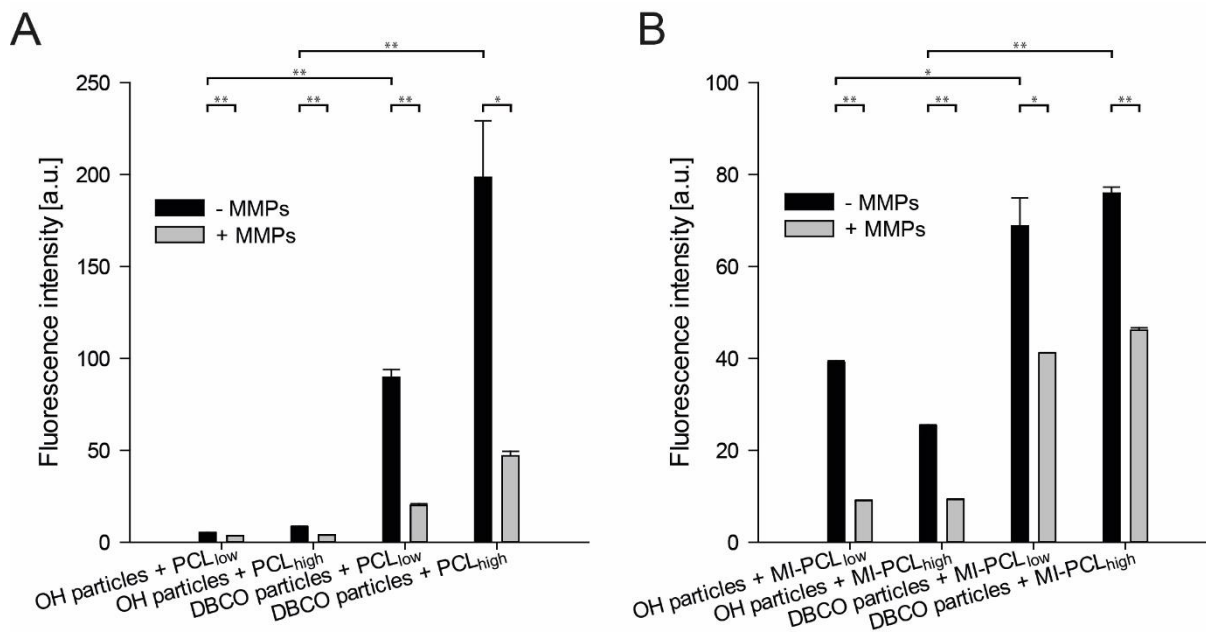 A
**
**
**
**
**
*
250
200
150
100
50
0
Fluorescence intensity [a.u.]
- MMPs
+ MMPs
OH particles + PCLlow
OH particles + PCLhigh
DBCO particles + PCLlow
DBCO particles + PCLhigh
B
**
*
**
**
*
**
100
80
60
40
20
0
Fluorescence intensity [a.u.]
- MMPs
+ MMPs
OH particles + MI-PCLlow
OH particles + MI-PCLhigh
DBCO particles + MI-PCLlow
DBCO particles + MI-PCLhigh